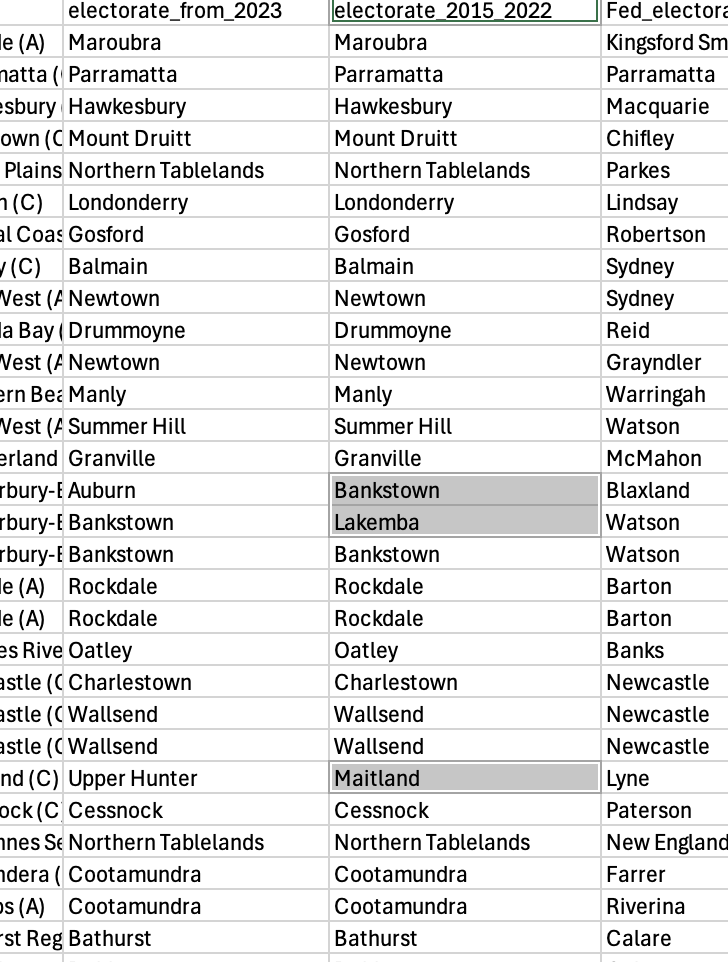 electorate_from_2023 electorate_2015_2022 Fed_electora
le (A) Maroubra Maroubra Kingsford Sm
natta ( Parramatta Parramatta Parramatta
esbury Hawkesbury Hawkesbury Macquarie
own (C Mount Druitt Mount Druitt Chifley
Plains Northern Tablelands Northern Tablelands Parkes
n (C) Londonderry Londonderry Lindsay
al Coas Gosford Gosford Robertson
y (C) Balmain Balmain Sydney
West (A Newtown Newtown Sydney
la Bay ( Drummoyne Drummoyne Reid
West (A Newtown Newtown Grayndler
ern Bea Manly Manly Warringah
West (A Summer Hill Summer Hill Watson
erland Granville Granville McMahon
rbury-B Auburn Bankstown Blaxland
rbury-B Bankstown Lakemba Watson
rbury-B Bankstown Bankstown Watson
le (A) Rockdale Rockdale Barton
le (A) Rockdale Rockdale Barton
es Rive Oatley Oatley Banks
astle (C Charlestown Charlestown Newcastle
astle (C Wallsend Wallsend Newcastle
astle (C Wallsend Wallsend Newcastle
nd (C) Upper Hunter Maitland Lyne
ock (C) Cessnock Cessnock Paterson
nnes Se Northern Tablelands Northern Tablelands New England
ndera ( Cootamundra Cootamundra Farrer
os (A) Cootamundra Cootamundra Riverina
rst Reg Bathurst Bathurst Calare